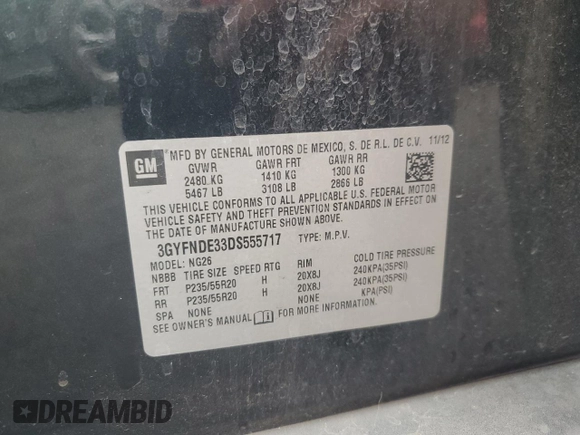 GM
*MFD BY GENERAL MOTORS DE MEXICO, S. DE R.L. DE C.V. 11/12
GVWR GAWR FRT GAWR RR
2480 KG 1410 KG 1300 KG
5467 LB 3108 LB 2866 LB
THIS VEHICLE CONFORMS TO ALL APPLICABLE U.S. FEDERAL MOTOR
VEHICLE SAFETY AND THEFT PREVENTION STANDARDS IN EFFECT ON
THE DATE OF MANUFACTURE SHOWN ABOVE.
3GYFNDE33DS555717 TYPE: M.P.V.
MODEL: NG26
NBBB TIRE SIZE SPEED RTG RIM COLD TIRE PRESSURE
FRT P235/55R20 H 20X8J 240KPA(35PSI)
RR P235/55R20 H 20X8J 240KPA(35PSI)
SPA NONE NONE KPA(PSI)
SEE OWNER'S MANUAL FOR MORE INFORMATION.
DREAMBID